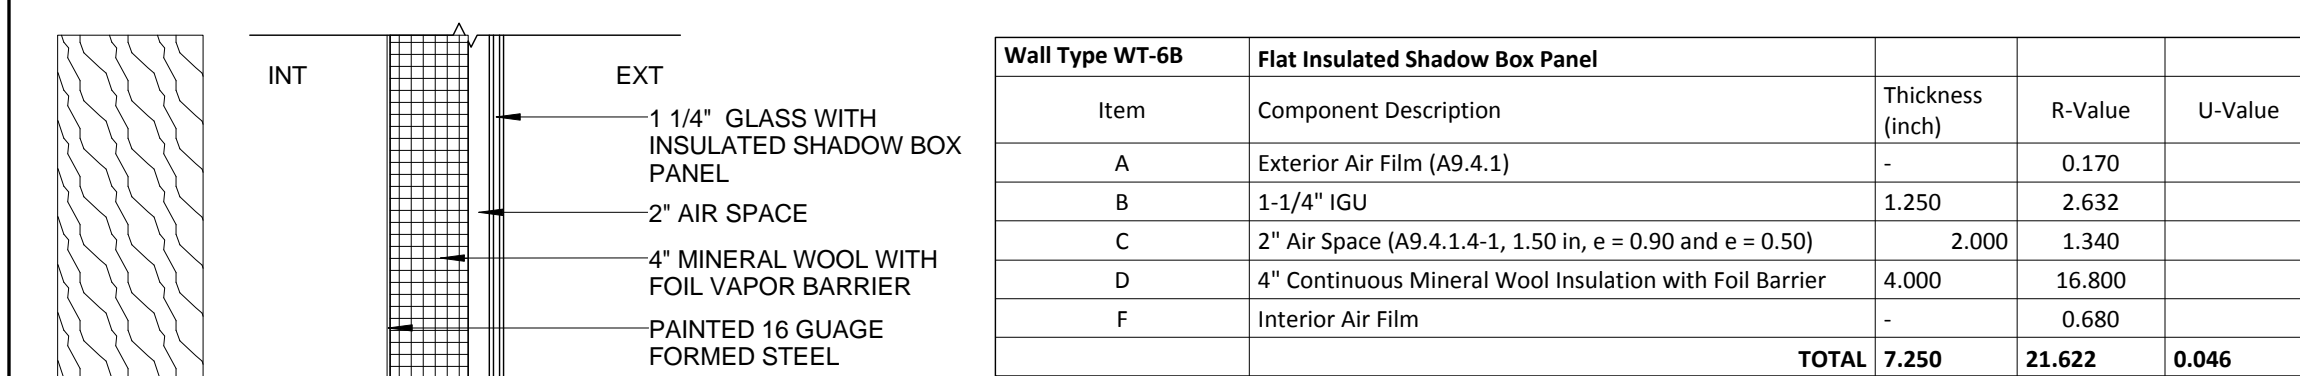 INT
EXT
1 1/4" GLASS WITH
INSULATED SHADOW BOX
PANEL
2" AIR SPACE
4" MINERAL WOOL WITH
FOIL VAPOR BARRIER
PAINTED 16 GUAGE
FORMED STEEL
Wall Type WT-6B Flat Insulated Shadow Box Panel
Item Component Description Thickness (inch) R-Value U-Value
A Exterior Air Film (A9.4.1) - 0.170
B 1-1/4" IGU 1.250 2.632
C 2" Air Space (A9.4.1.4-1, 1.50 in, e = 0.90 and e = 0.50) 2.000 1.340
D 4" Continuous Mineral Wool Insulation with Foil Barrier 4.000 16.800
F Interior Air Film - 0.680
TOTAL 7.250 21.622 0.046